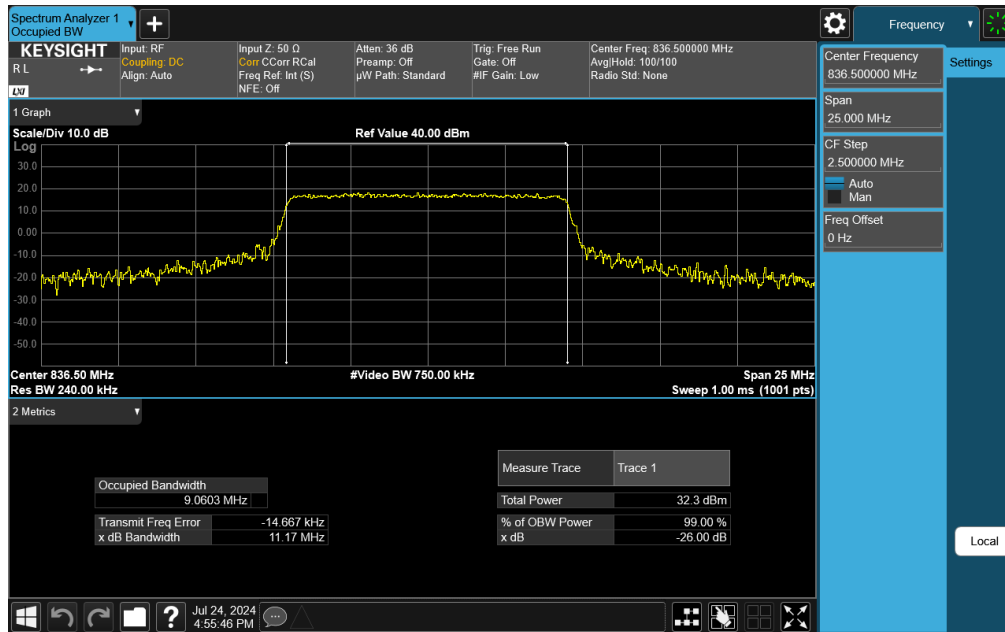 Spectrum Analyzer 1
Occupied BW
+
Frequency
KEYSIGHT
R L
LXI
Input: RF
Coupling: DC
Align: Auto
Input Z: 50 Ω
Corr CCorr RCal
Freq Ref: Int (S)
NFE: Off
Atten: 36 dB
Preamp: Off
µW Path: Standard
Trig: Free Run
Gate: Off
#IF Gain: Low
Center Freq: 836.500000 MHz
Avg|Hold: 100/100
Radio Std: None
Center Frequency
836.500000 MHz
Settings
Span
25.000 MHz
CF Step
2.500000 MHz
Auto
Man
Freq Offset
0 Hz
Local
1 Graph
Scale/Div 10.0 dB
Ref Value 40.00 dBm
Log
30.0
20.0
10.0
0.00
-10.0
-20.0
-30.0
-40.0
-50.0
Center 836.50 MHz
#Video BW 750.00 kHz
Span 25 MHz
Res BW 240.00 kHz
Sweep 1.00 ms (1001 pts)
2 Metrics
Occupied Bandwidth
9.0603 MHz
Transmit Freq Error -14.667 kHz
x dB Bandwidth 11.17 MHz
Measure Trace Trace 1
Total Power 32.3 dBm
% of OBW Power 99.00 %
x dB -26.00 dB
?
Jul 24, 2024
4:55:46 PM